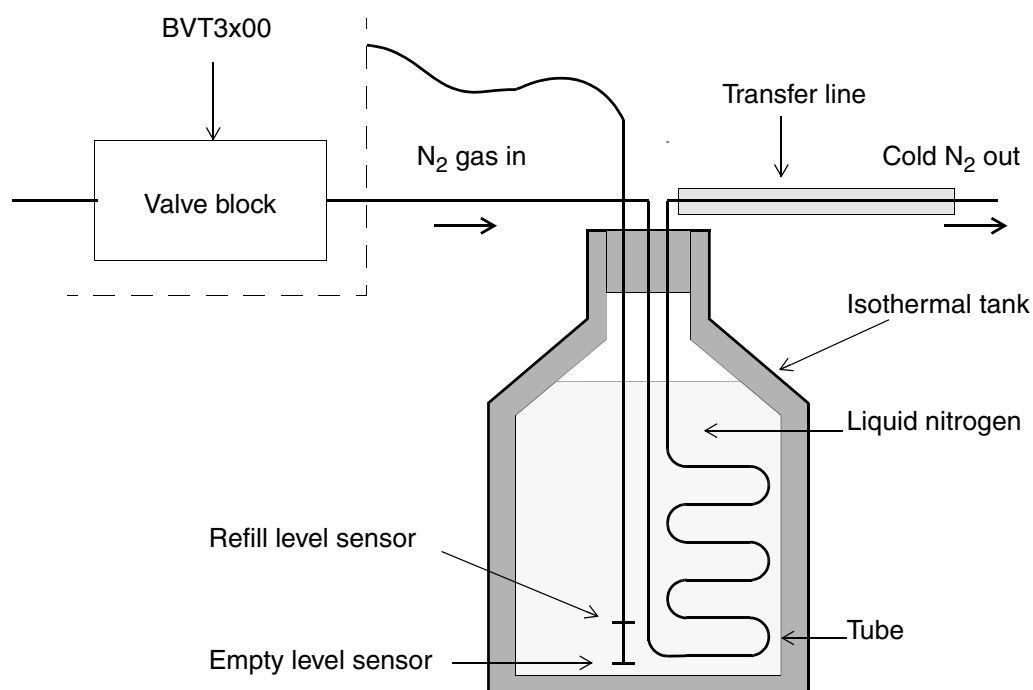 BVT3x00
Transfer line
N2 gas in
Cold N2 out
Valve block
Isothermal tank
Liquid nitrogen
Refill level sensor
Tube
Empty level sensor